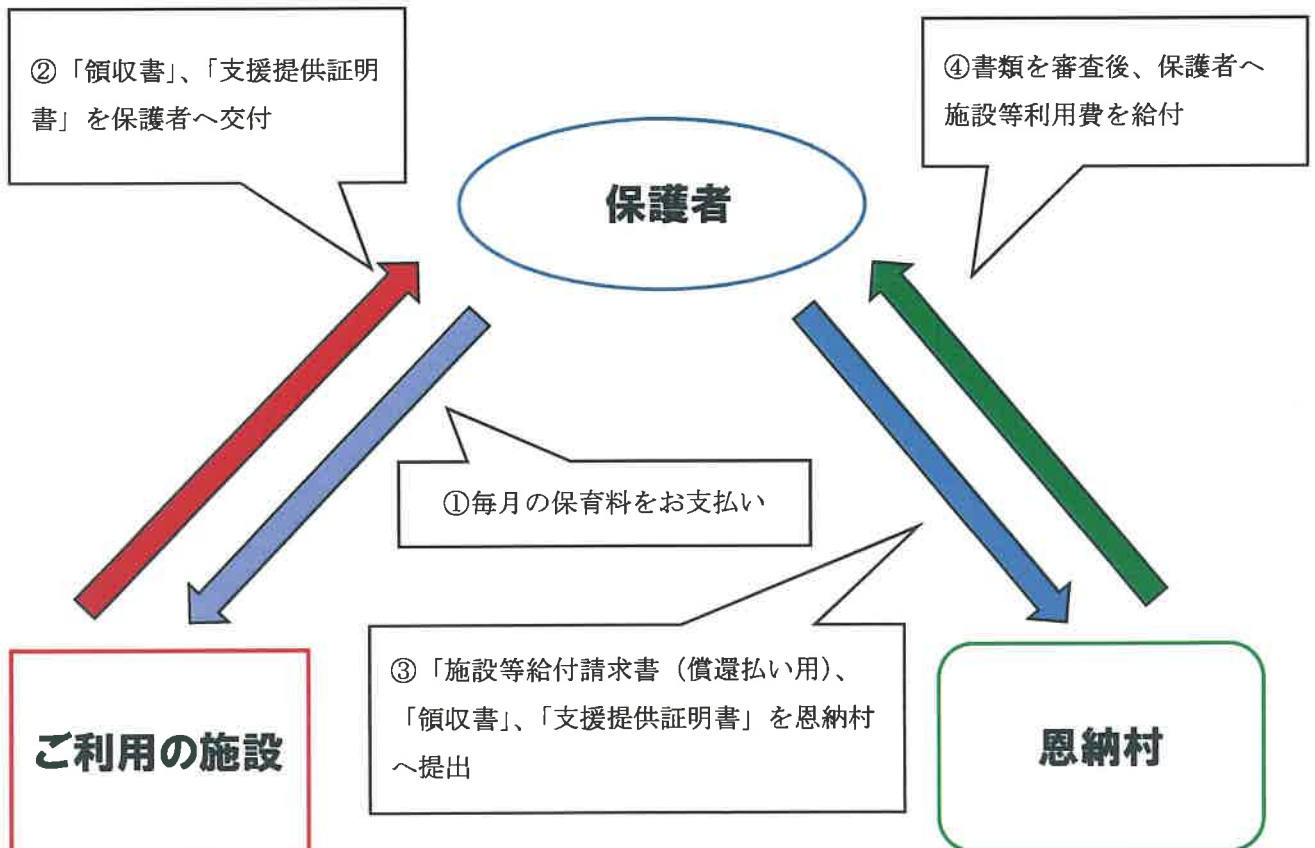 ②「領収書」、「支援提供証明
書」を保護者へ交付
④書類を審査後、保護者へ
施設等利用費を給付
保護者
①毎月の保育料をお支払い
③「施設等給付請求書（償還払い用）、
「領収書」、「支援提供証明書」を恩納村
へ提出
ご利用の施設
恩納村